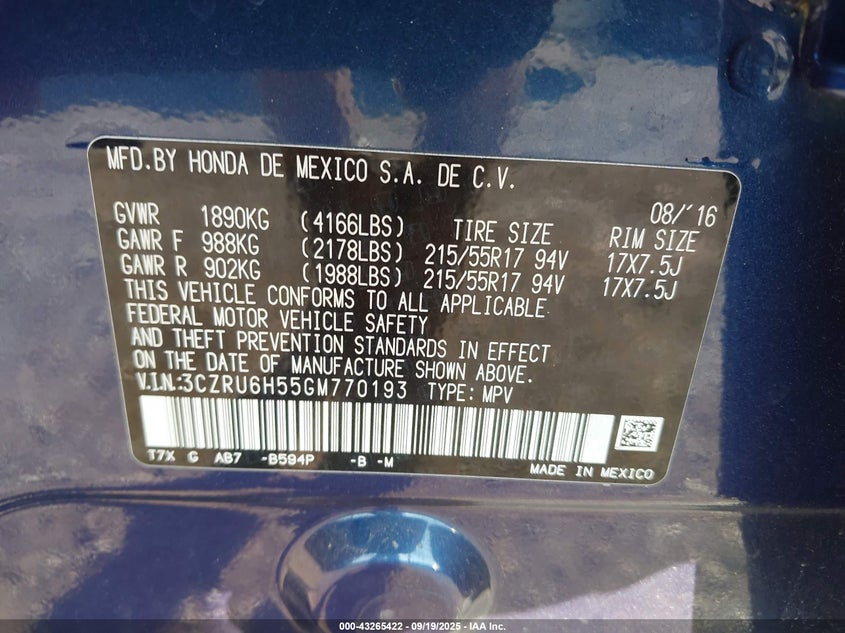 MFD.BY HONDA DE MEXICO S.A. DE C.V.
08/'16
GVWR 1890KG (4166LBS) TIRE SIZE RIM SIZE
GAWR F 988KG (2178LBS) 215/55R17 94V 17X7.5J
GAWR R 902KG (1988LBS) 215/55R17 94V 17X7.5J
THIS VEHICLE CONFORMS TO ALL APPLICABLE
FEDERAL MOTOR VEHICLE SAFETY
AND THEFT PREVENTION STANDARDS IN EFFECT
ON THE DATE OF MANUFACTURE SHOWN ABOVE.
V.I.N:3CZRU6H55GM770193 TYPE: MPV
T7X G AB7 -B594P -B -M
MADE IN MEXICO
000-43265422 - 09/19/2025 - IAA Inc.